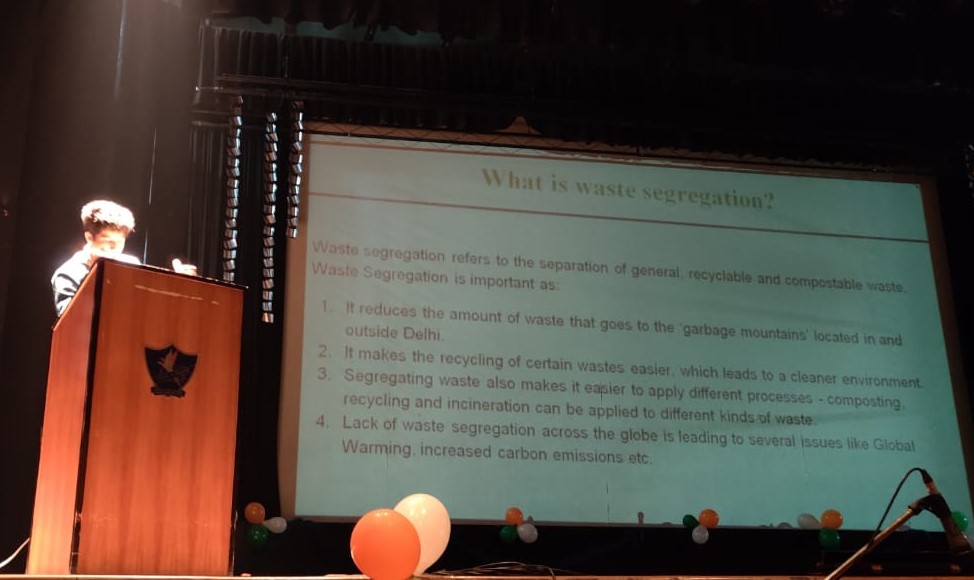 What is waste segregation?
Waste segregation refers to the separation of general, recyclable and compostable waste.
Waste Segregation is important as:
1. It reduces the amount of waste that goes to the 'garbage mountains' located in and
outside Delhi.
2. It makes the recycling of certain wastes easier, which leads to a cleaner environment.
3. Segregating waste also makes it easier to apply different processes - composting,
recycling and incineration can be applied to different kinds of waste.
4. Lack of waste segregation across the globe is leading to several issues like Global
Warming, increased carbon emissions etc.